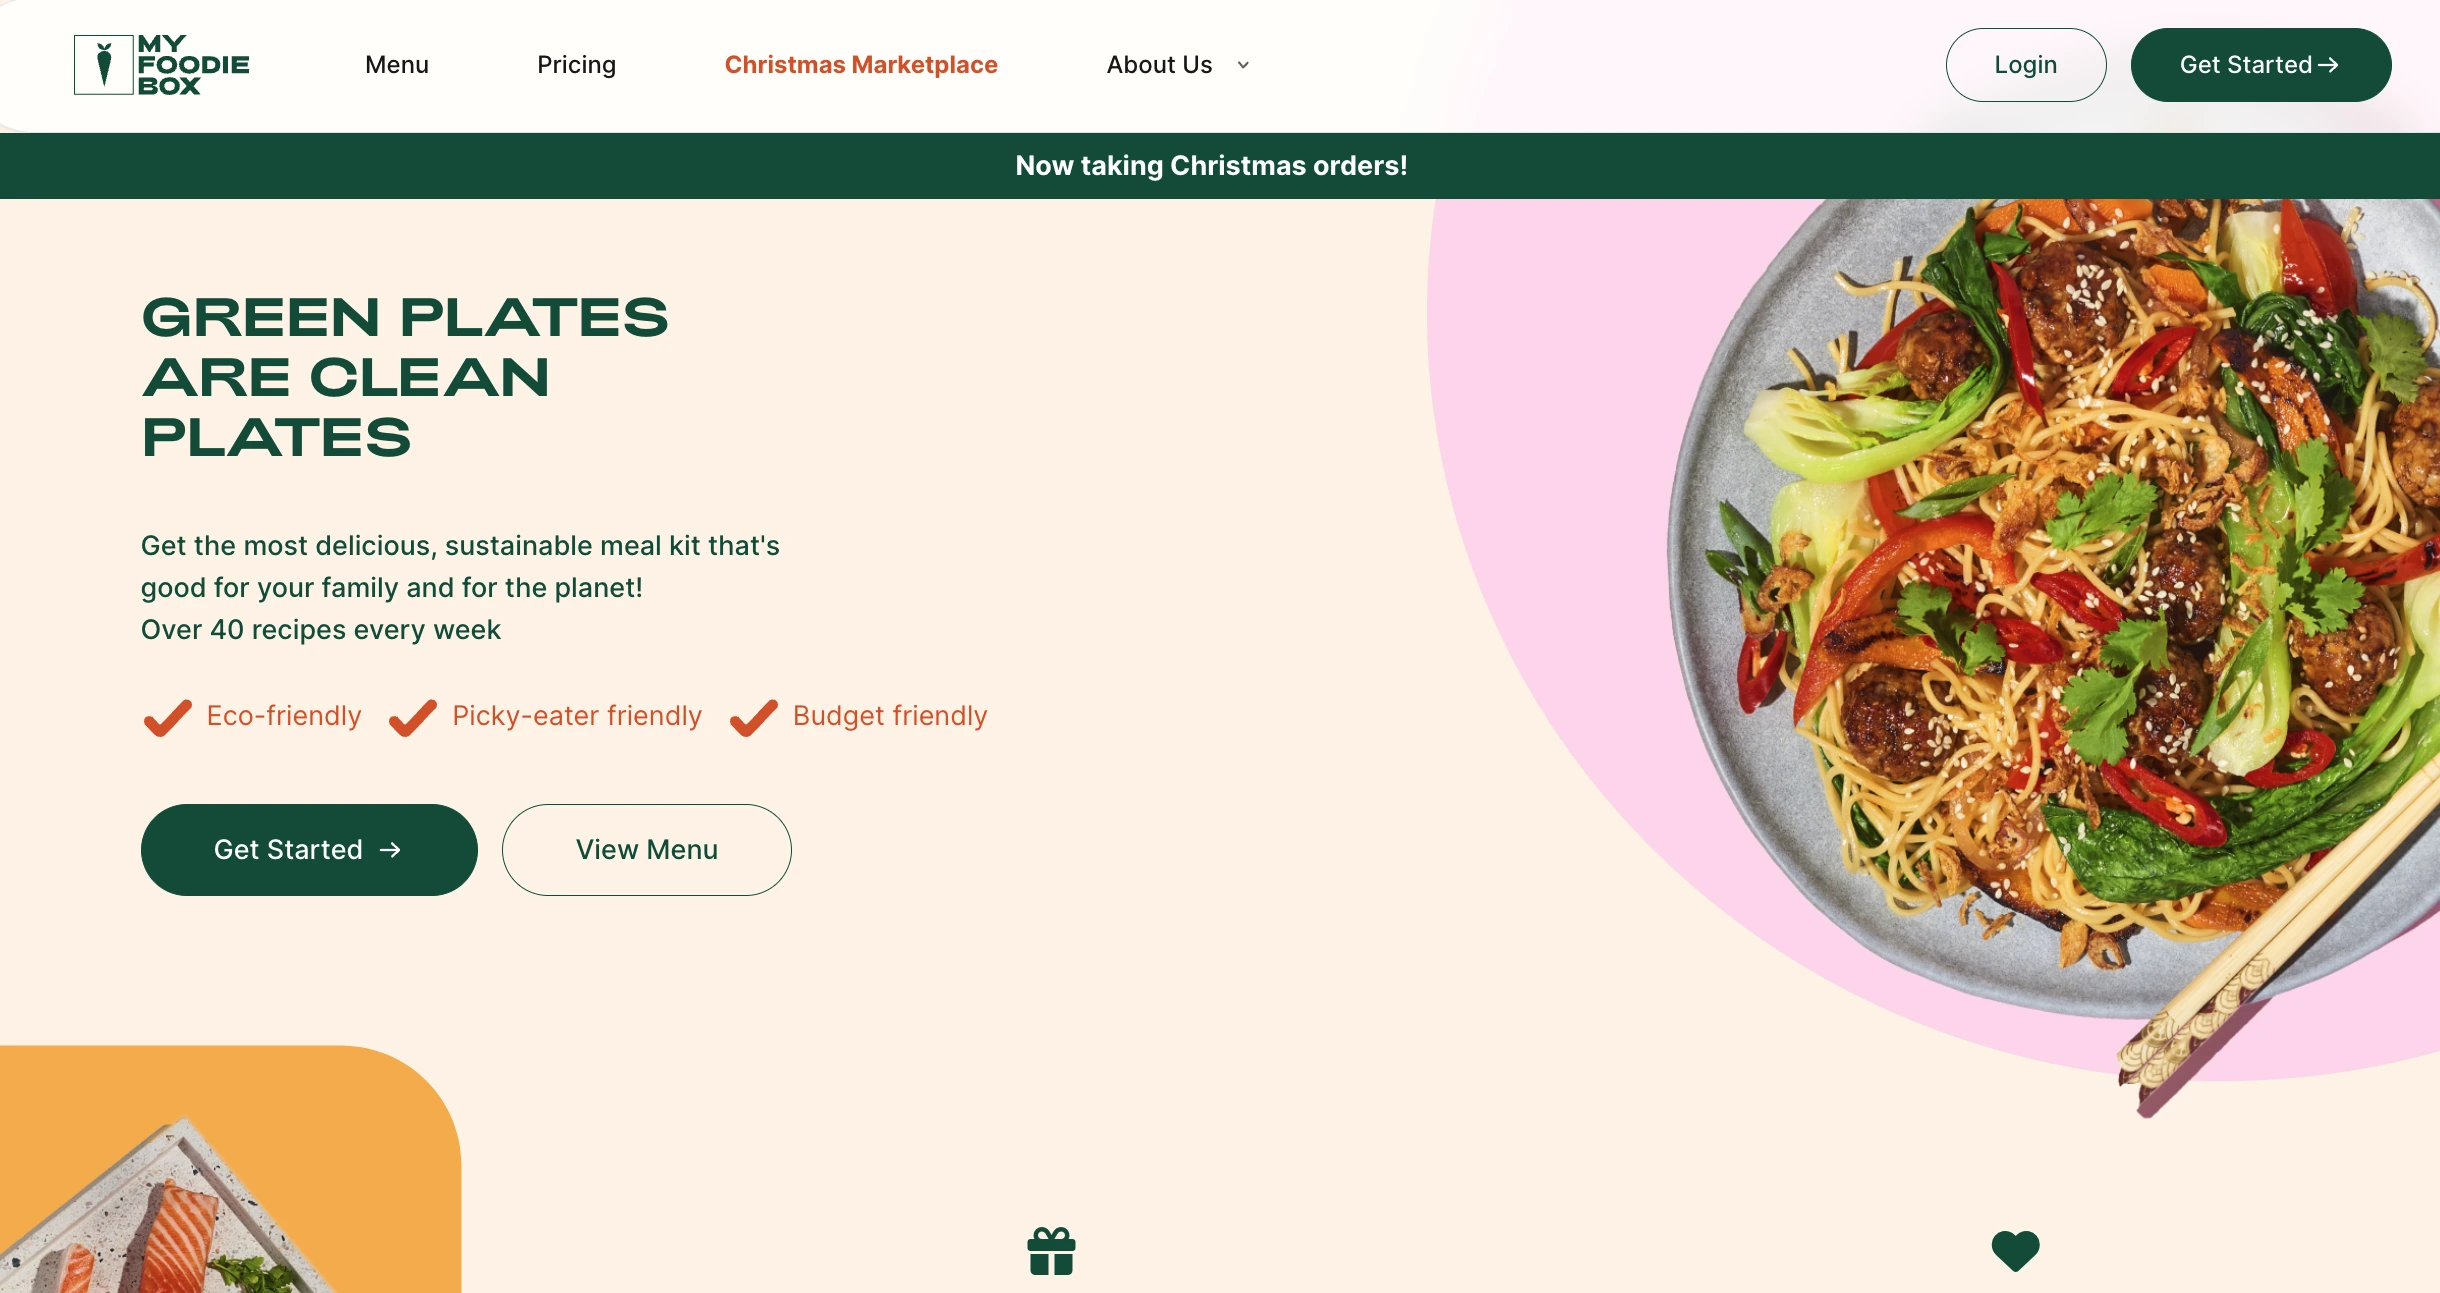 MY
FOODIE
BOX
Menu
Pricing
Christmas Marketplace
About Us
Login
Get Started
Now taking Christmas orders!
GREEN PLATES
ARE CLEAN
PLATES
Get the most delicious, sustainable meal kit that's
good for your family and for the planet!
Over 40 recipes every week
Eco-friendly
Picky-eater friendly
Budget friendly
Get Started
View Menu